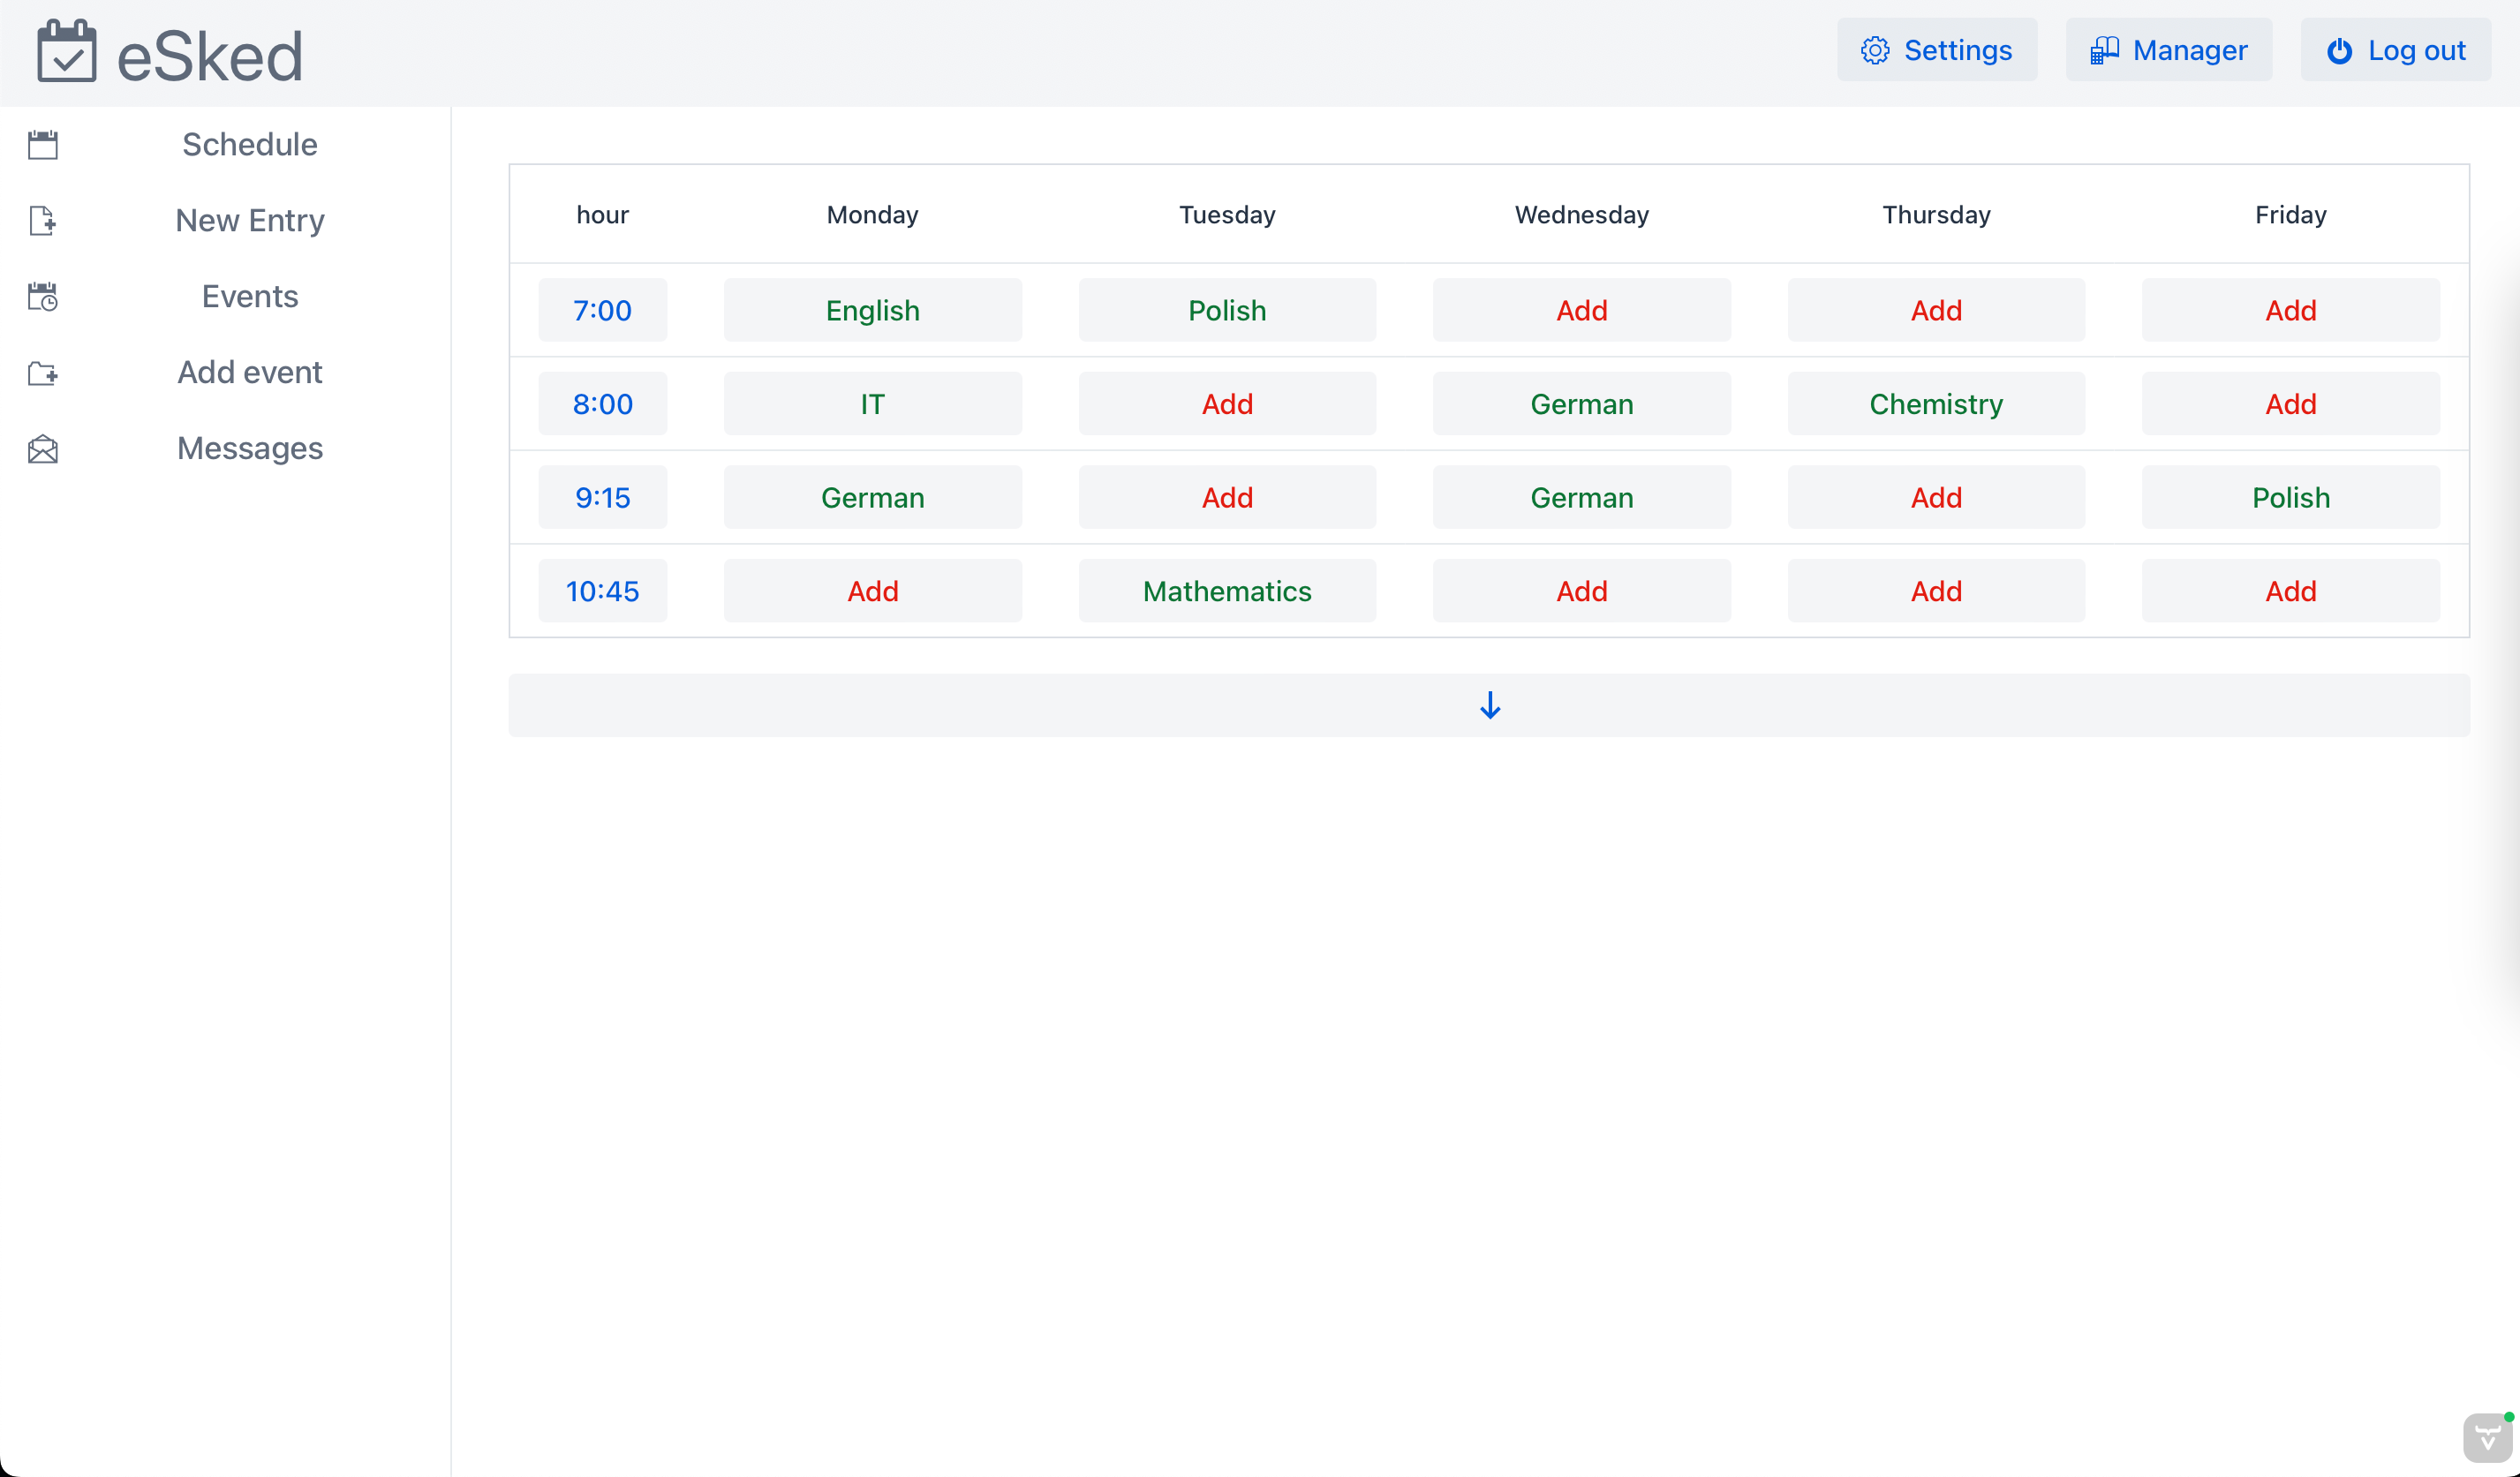 eSked
Settings Manager Log out
Schedule
New Entry
Events
Add event
Messages
hour Monday Tuesday Wednesday Thursday Friday
7:00 English Polish Add Add Add
8:00 IT Add German Chemistry Add
9:15 German Add German Add Polish
10:45 Add Mathematics Add Add Add